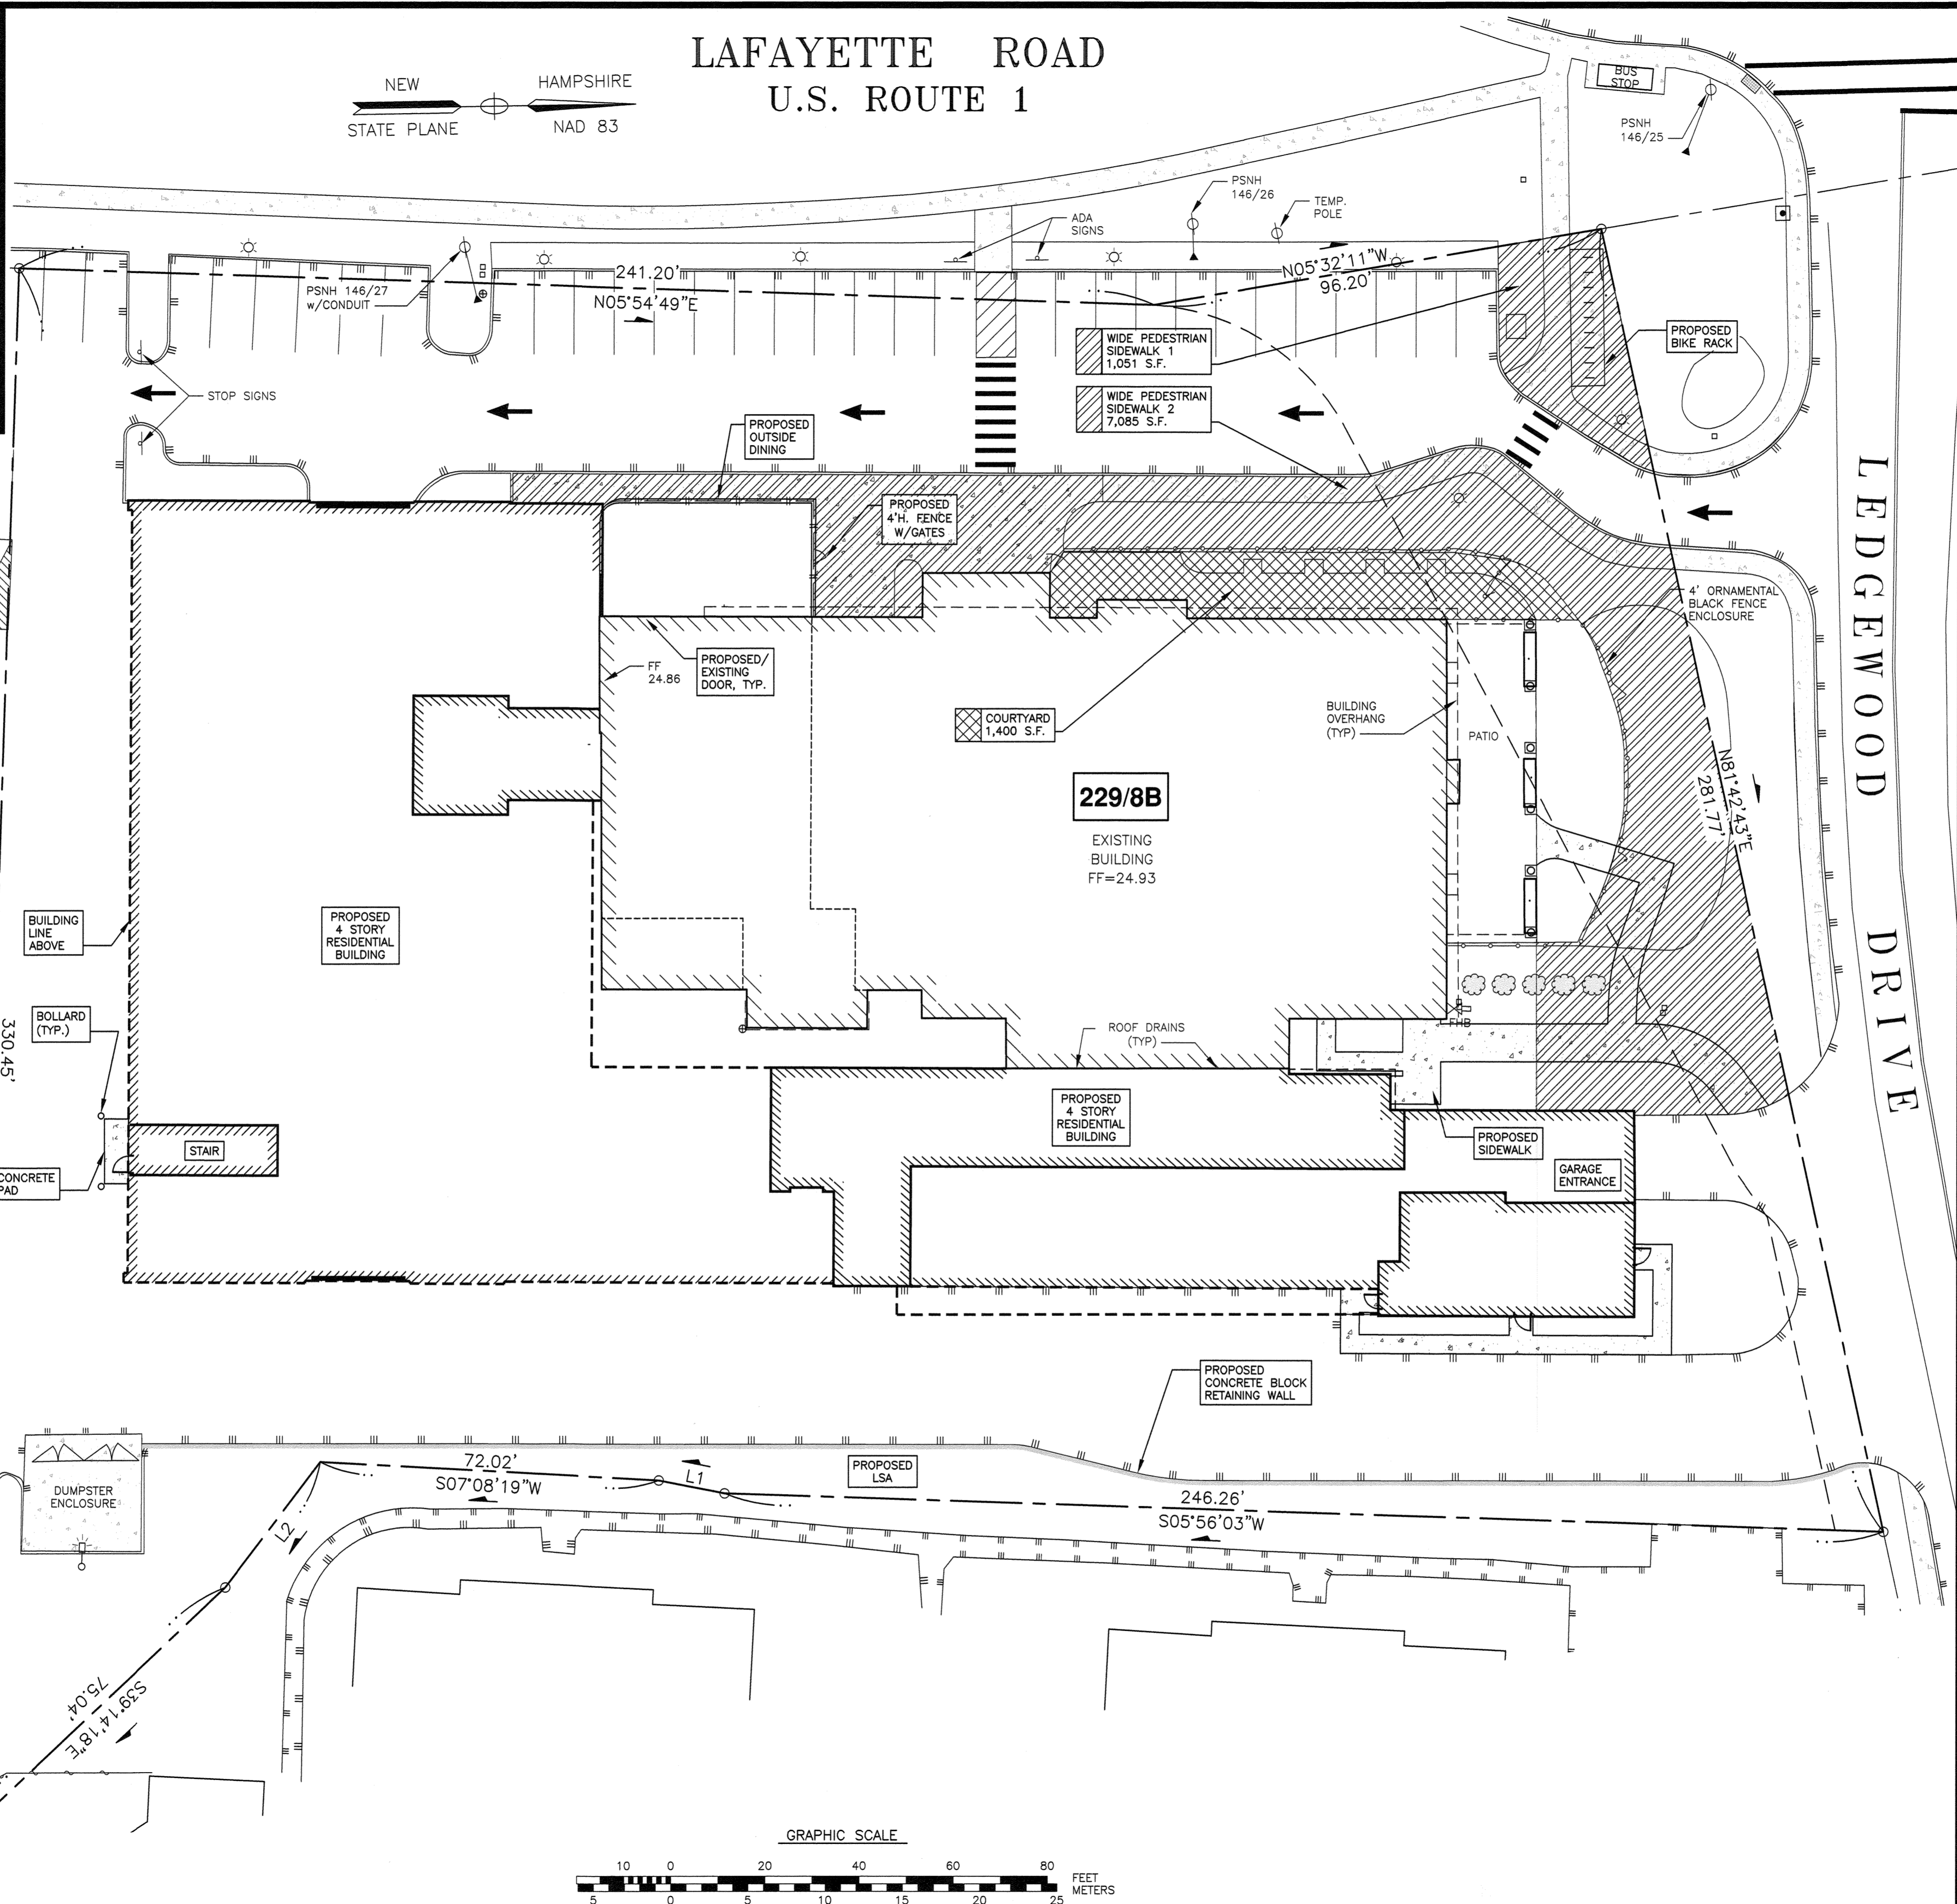 LAFAYETTE ROAD
U.S. ROUTE 1
NEW HAMPSHIRE
STATE PLANE NAD 83
BUS
STOP
PSNH
146/25
PSNH
146/26
TEMP.
POLE
ADA
SIGNS
241.20'
N05°54'49"E
N05°32'11"W
96.20'
PSNH 146/27
w/CONDUIT
WIDE PEDESTRIAN
SIDEWALK 1
1,051 S.F.
PROPOSED
BIKE RACK
STOP SIGNS
WIDE PEDESTRIAN
SIDEWALK 2
7,085 S.F.
PROPOSED
OUTSIDE
DINING
PROPOSED
4'H. FENCE
W/GATES
4' ORNAMENTAL
BLACK FENCE
ENCLOSURE
LEDGEWOOD DRIVE
FF
24.86
PROPOSED/
EXISTING
DOOR, TYP.
COURTYARD
1,400 S.F.
BUILDING
OVERHANG
(TYP)
PATIO
N81°42'43"E
281.77'
229/8B
EXISTING
BUILDING
FF=24.93
BUILDING
LINE
ABOVE
PROPOSED
4 STORY
RESIDENTIAL
BUILDING
BOLLARD
(TYP.)
330.45'
FHB
ROOF DRAINS
(TYP)
PROPOSED
4 STORY
RESIDENTIAL
BUILDING
STAIR
PROPOSED
SIDEWALK
CONCRETE
PAD
GARAGE
ENTRANCE
PROPOSED
CONCRETE BLOCK
RETAINING WALL
72.02'
S07°08'19"W
L1
PROPOSED
LSA
246.26'
S05°56'03"W
DUMPSTER
ENCLOSURE
L2
S39°14'18"E
75.04'
GRAPHIC SCALE
10 0 20 40 60 80
FEET
METERS
5 0 5 10 15 20 25